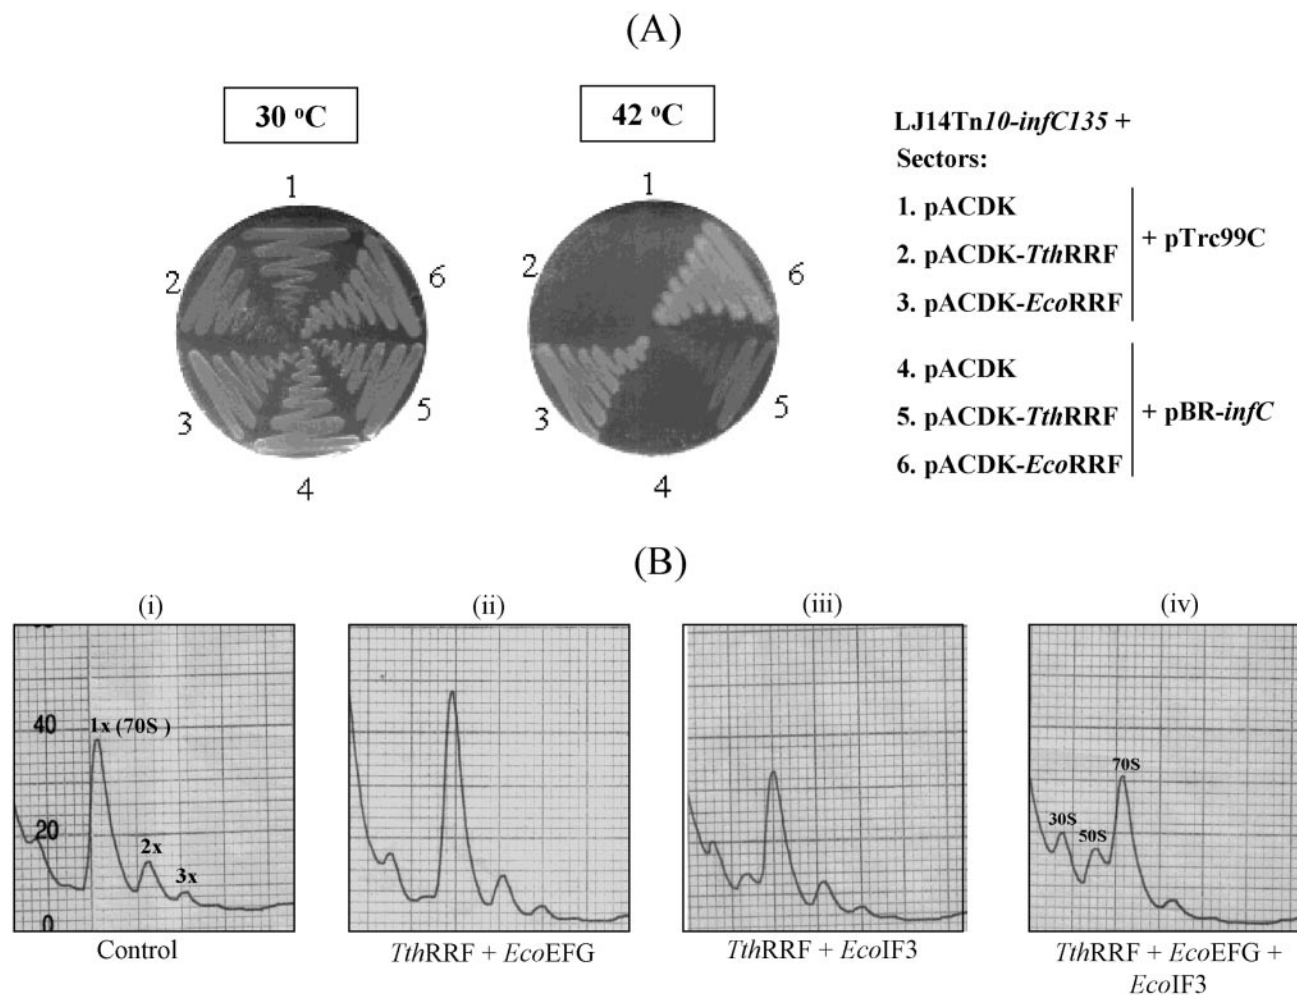 (A)
30 °C
42 °C
LJ14Tn10-infC135 +
Sectors:
1. pACDK
2. pACDK-TthRRF
3. pACDK-EcoRRF
+ pTrc99C
4. pACDK
5. pACDK-TthRRF
6. pACDK-EcoRRF
+ pBR-infC
1
2
3
4
5
6
1
2
3
4
5
6
(B)
(i)
(ii)
(iii)
(iv)
40
20
0
1x (70S )
2x
3x
30S
50S
70S
Control
TthRRF + EcoEFG
TthRRF + EcoIF3
TthRRF + EcoEFG +
EcoIF3